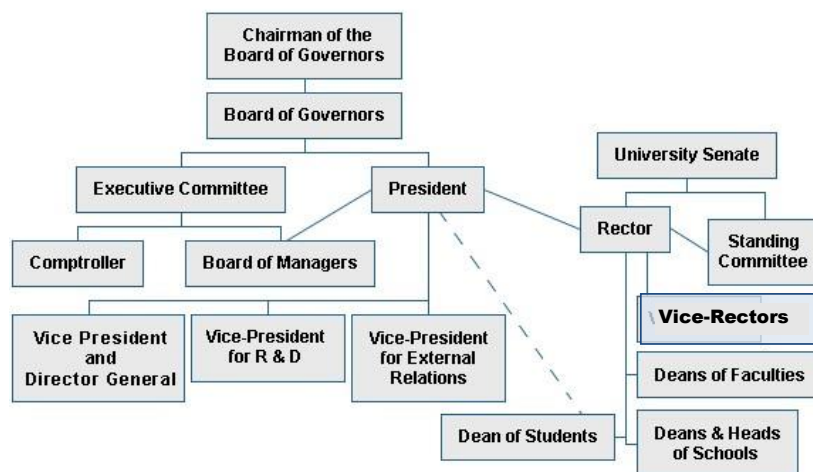 Chairman of the
Board of Governors
Board of Governors
University Senate
Executive Committee
President
Rector
Standing
Committee
Comptroller
Board of Managers
Vice President
and
Director General
Vice-President
for R & D
Vice-President
for External
Relations
Vice-Rectors
Deans of Faculties
Dean of Students
Deans & Heads
of Schools